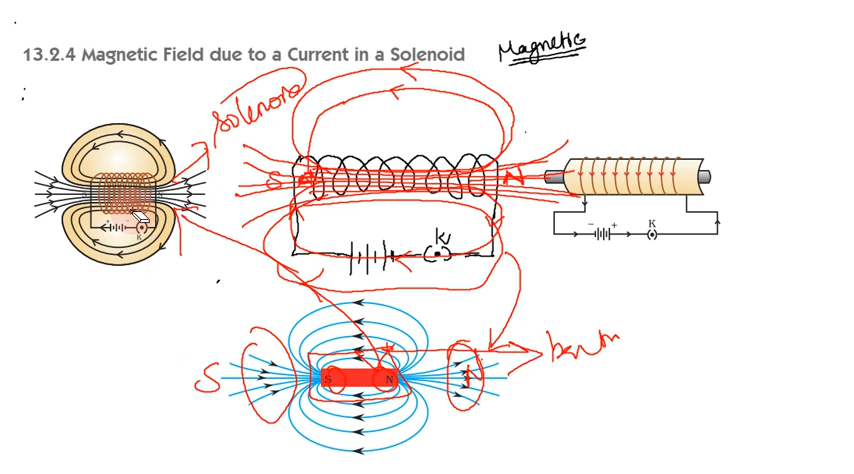 13.2.4 Magnetic Field due to a Current in a Solenoid
Magnetic
:
Solenoid
S
N
K
- +
K
+ -
K
S
S
N
N